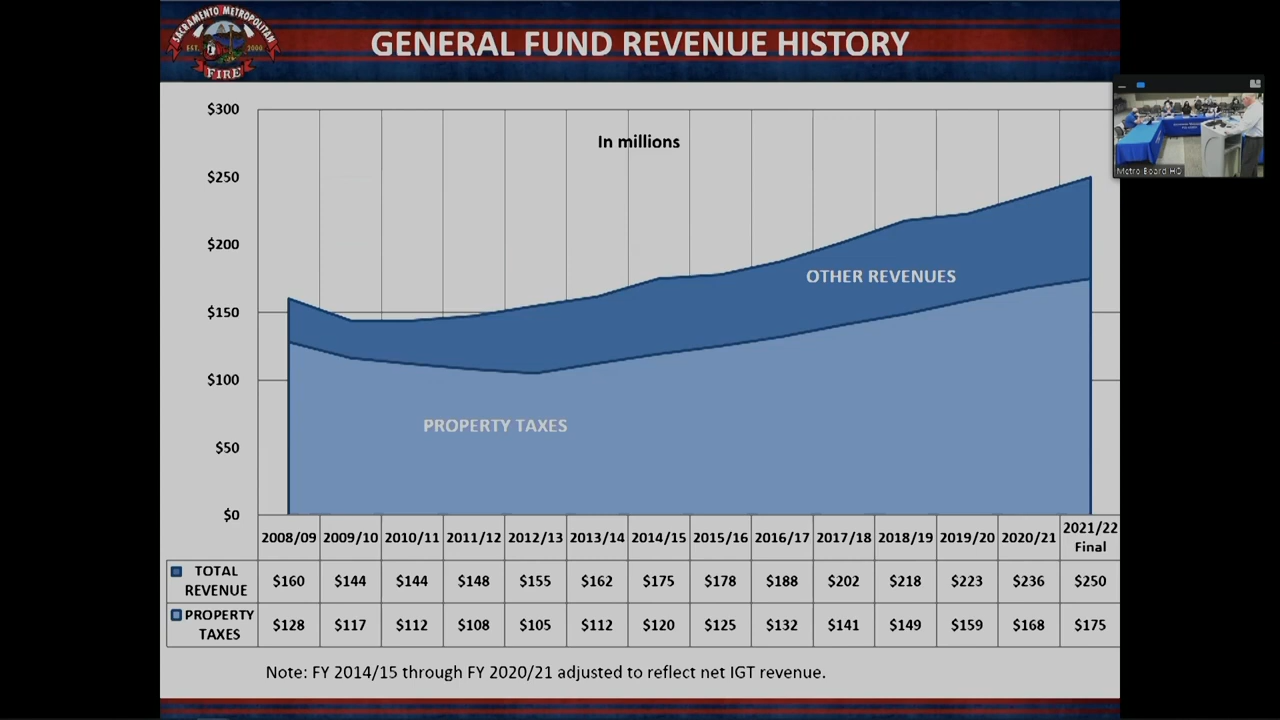 SACRAMENTO METROPOLITAN
EST. 2000
FIRE
GENERAL FUND REVENUE HISTORY
$300
In millions
$250
$200
OTHER REVENUES
$150
$100
PROPERTY TAXES
$50
$0
2008/09 2009/10 2010/11 2011/12 2012/13 2013/14 2014/15 2015/16 2016/17 2017/18 2018/19 2019/20 2020/21 2021/22
Final
TOTAL
REVENUE $160 $144 $144 $148 $155 $162 $175 $178 $188 $202 $218 $223 $236 $250
PROPERTY
TAXES $128 $117 $112 $108 $105 $112 $120 $125 $132 $141 $149 $159 $168 $175
Note: FY 2014/15 through FY 2020/21 adjusted to reflect net IGT revenue.
Metro Board HQ